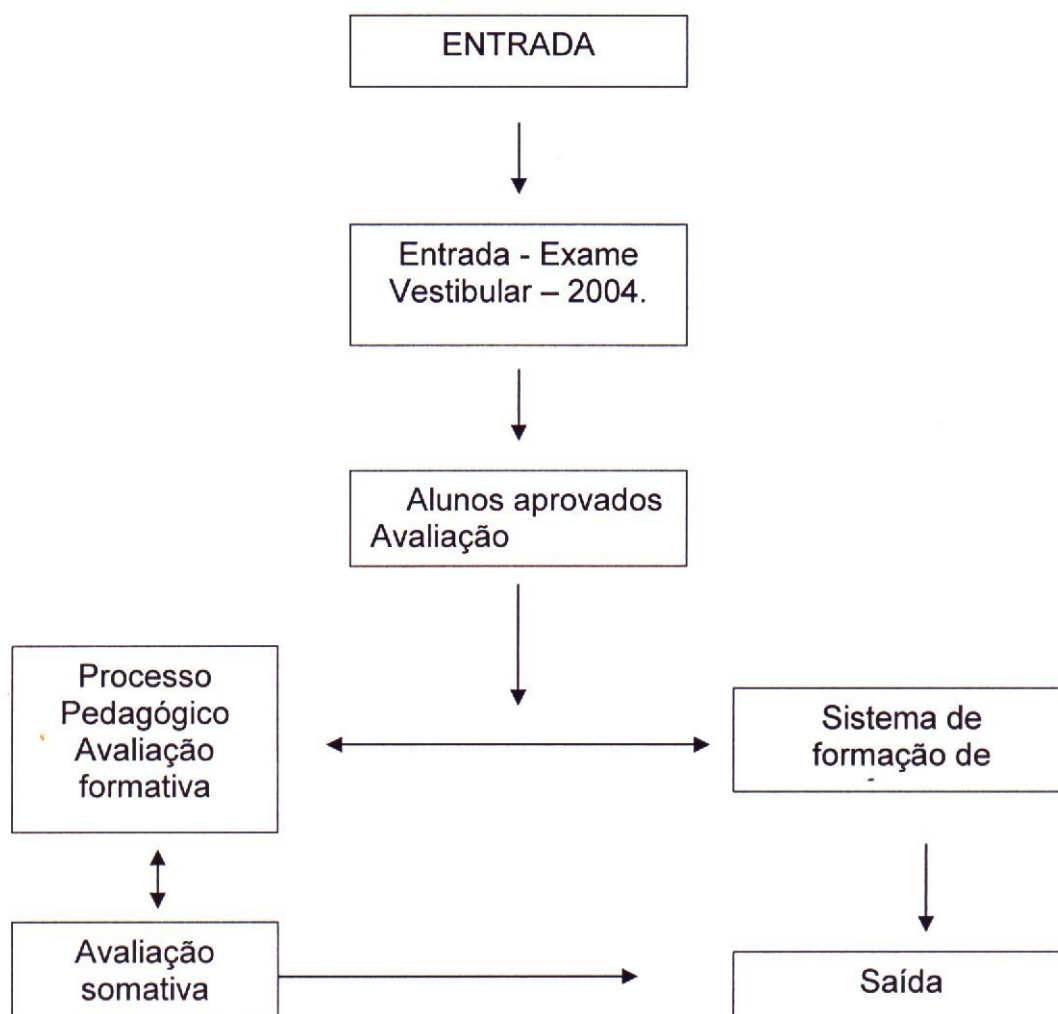 ENTRADA
Entrada - Exame
Vestibular – 2004.
Alunos aprovados
Avaliação
Processo
Pedagógico
Avaliação
formativa
Sistema de
formação de
Avaliação
somativa
Saída